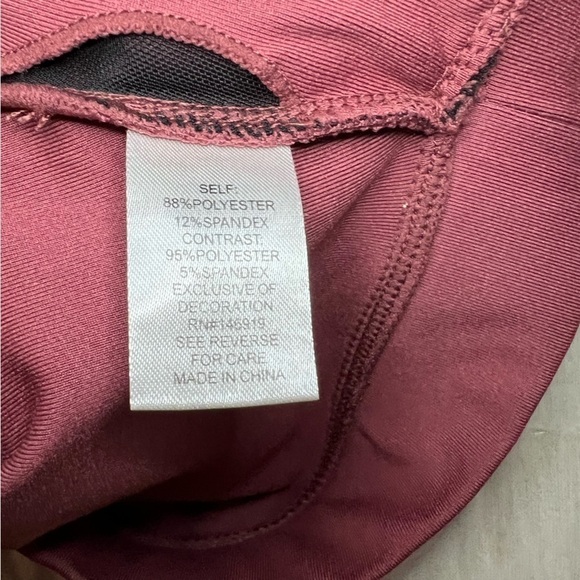 SELF:
88%POLYESTER
12%SPANDEX
CONTRAST:
95%POLYESTER
5%SPANDEX
EXCLUSIVE OF
DECORATION
RN#146919
SEE REVERSE
FOR CARE
MADE IN CHINA